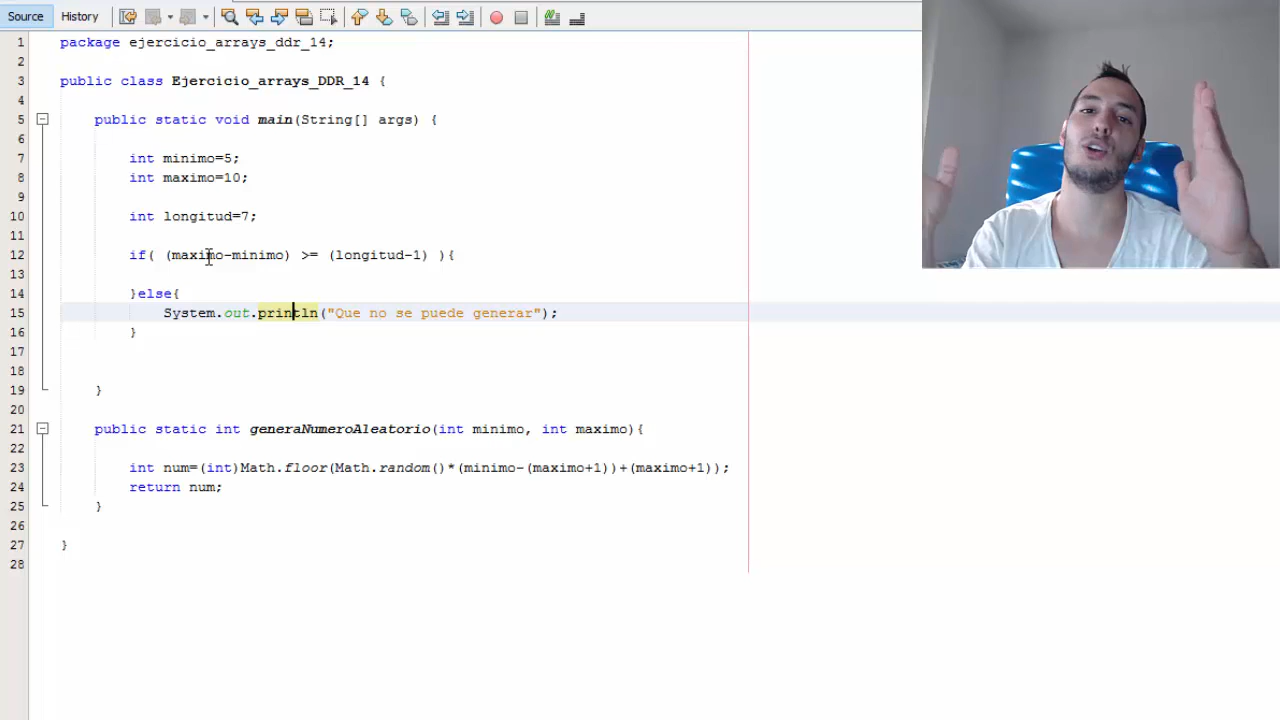 Source History
1 package ejercicio_arrays_ddr_14;
2
3 public class Ejercicio_arrays_DDR_14 {
4
5 public static void main(String[] args) {
6
7 int minimo=5;
8 int maximo=10;
9
10 int longitud=7;
11
12 if( (maximo-minimo) >= (longitud-1) ){
13
14 }else{
15 System.out.println("Que no se puede generar");
16 }
17
18
19 }
20
21 public static int generaNumeroAleatorio(int minimo, int maximo){
22
23 int num=(int)Math.floor(Math.random()*(minimo-(maximo+1))+(maximo+1));
24 return num;
25 }
26
27 }
28